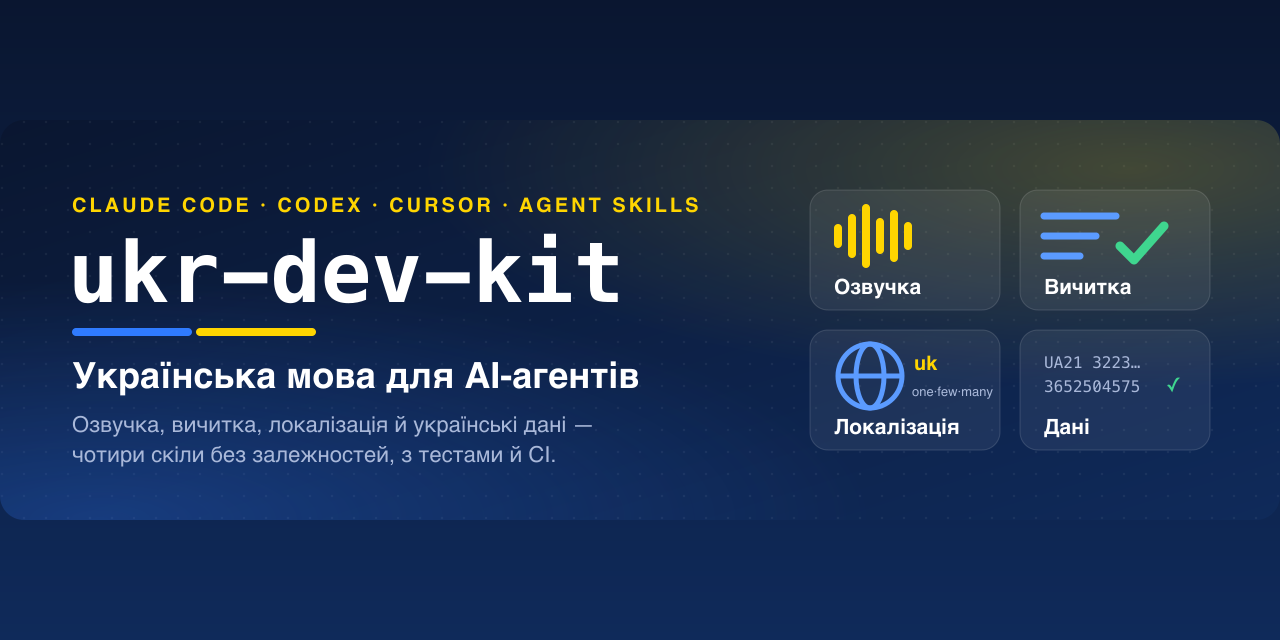 CLAUDE CODE · CODEX · CURSOR · AGENT SKILLS
ukr-dev-kit
Українська мова для AI-агентів
Озвучка, вичитка, локалізація й українські дані —
чотири скіли без залежностей, з тестами й CI.
Озвучка
Вичитка
uk
one·few·many
Локалізація
UA21 3223…
3652504575 ✓
Дані